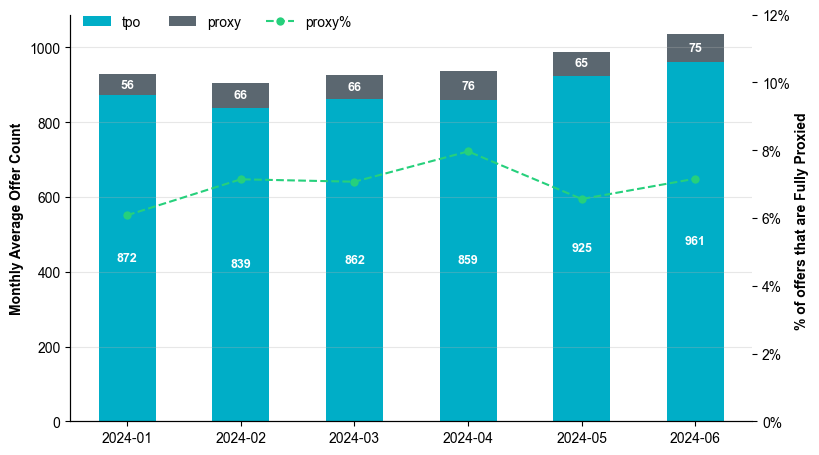 tpo proxy proxy%
Monthly Average Offer Count
1000
800
600
400
200
0
12%
10%
8%
6%
4%
2%
0%
% of offers that are Fully Proxied
56 66 66 76 65 75
872 839 862 859 925 961
2024-01 2024-02 2024-03 2024-04 2024-05 2024-06